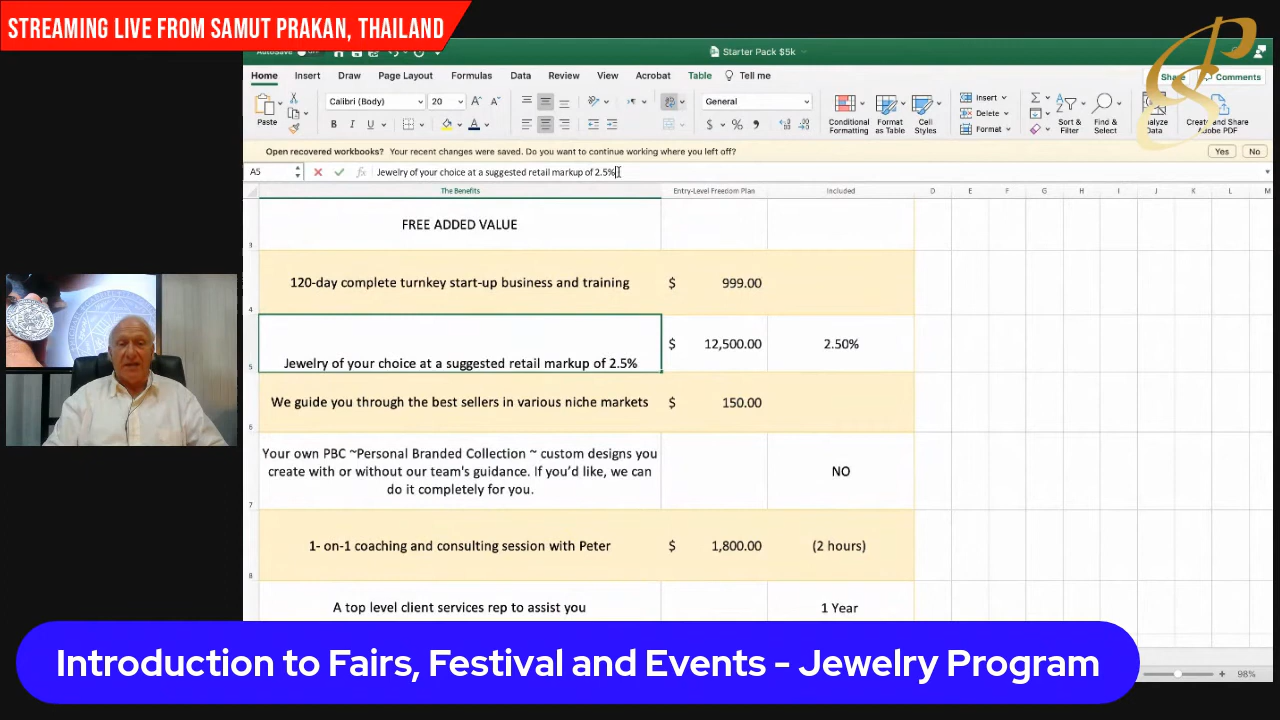 STREAMING LIVE FROM SAMUT PRAKAN, THAILAND
Starter Pack $5k
Home Insert Draw Page Layout Formulas Data Review View Acrobat Table Tell me Share Comments
Paste Calibri (Body) 20 A A General Conditional Formatting Format as Table Cell Styles Insert Delete Format Sort & Filter Find & Select Analyze Data Create and Share Adobe PDF
B I U A $ %
Open recovered workbooks? Your recent changes were saved. Do you want to continue working where you left off? Yes No
A5 fx Jewelry of your choice at a suggested retail markup of 2.5%
The Benefits Entry-Level Freedom Plan Included D E F G H I J K L M
3 FREE ADDED VALUE
4 120-day complete turnkey start-up business and training $ 999.00
5 Jewelry of your choice at a suggested retail markup of 2.5% $ 12,500.00 2.50%
6 We guide you through the best sellers in various niche markets $ 150.00
Your own PBC ~Personal Branded Collection ~ custom designs you
create with or without our team's guidance. If you'd like, we can NO
7 do it completely for you.
8 1- on-1 coaching and consulting session with Peter $ 1,800.00 (2 hours)
A top level client services rep to assist you 1 Year
Introduction to Fairs, Festival and Events - Jewelry Program
98%